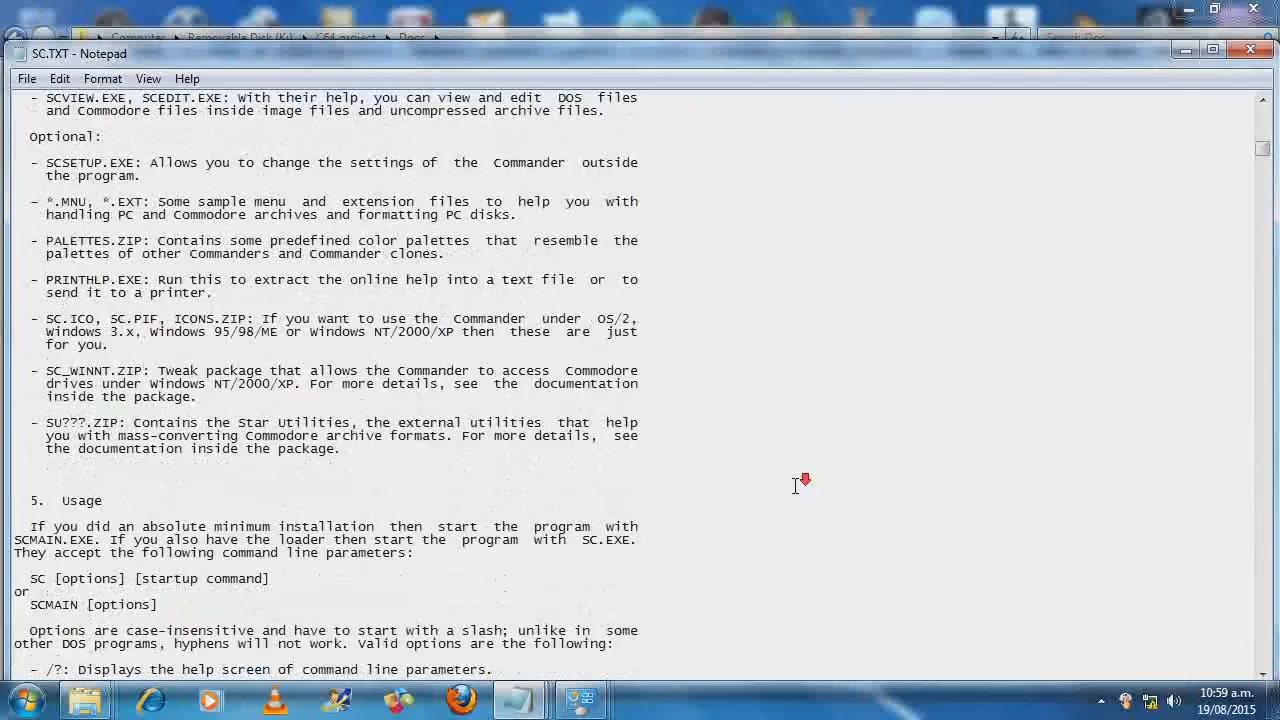 Computer Removable Disk (K:) C64 project Docs
SC.TXT - Notepad
File Edit Format View Help
- SCVIEW.EXE, SCEDIT.EXE: With their help, you can view and edit DOS files
and Commodore files inside image files and uncompressed archive files.
Optional:
- SCSETUP.EXE: Allows you to change the settings of the Commander outside
the program.
- *.MNU, *.EXT: Some sample menu and extension files to help you with
handling PC and Commodore archives and formatting PC disks.
- PALETTES.ZIP: Contains some predefined color palettes that resemble the
palettes of other Commanders and Commander clones.
- PRINTHLP.EXE: Run this to extract the online help into a text file or to
send it to a printer.
- SC.ICO, SC.PIF, ICONS.ZIP: If you want to use the Commander under OS/2,
Windows 3.x, Windows 95/98/ME or Windows NT/2000/XP then these are just
for you.
- SC_WINNT.ZIP: Tweak package that allows the Commander to access Commodore
drives under Windows NT/2000/XP. For more details, see the documentation
inside the package.
- SU???.ZIP: Contains the Star Utilities, the external utilities that help
you with mass-converting Commodore archive formats. For more details, see
the documentation inside the package.
5. Usage
If you did an absolute minimum installation then start the program with
SCMAIN.EXE. If you also have the loader then start the program with SC.EXE.
They accept the following command line parameters:
SC [options] [startup command]
or
SCMAIN [options]
Options are case-insensitive and have to start with a slash; unlike in some
other DOS programs, hyphens will not work. Valid options are the following:
- /?: Displays the help screen of command line parameters.
10:59 a.m.
19/08/2015